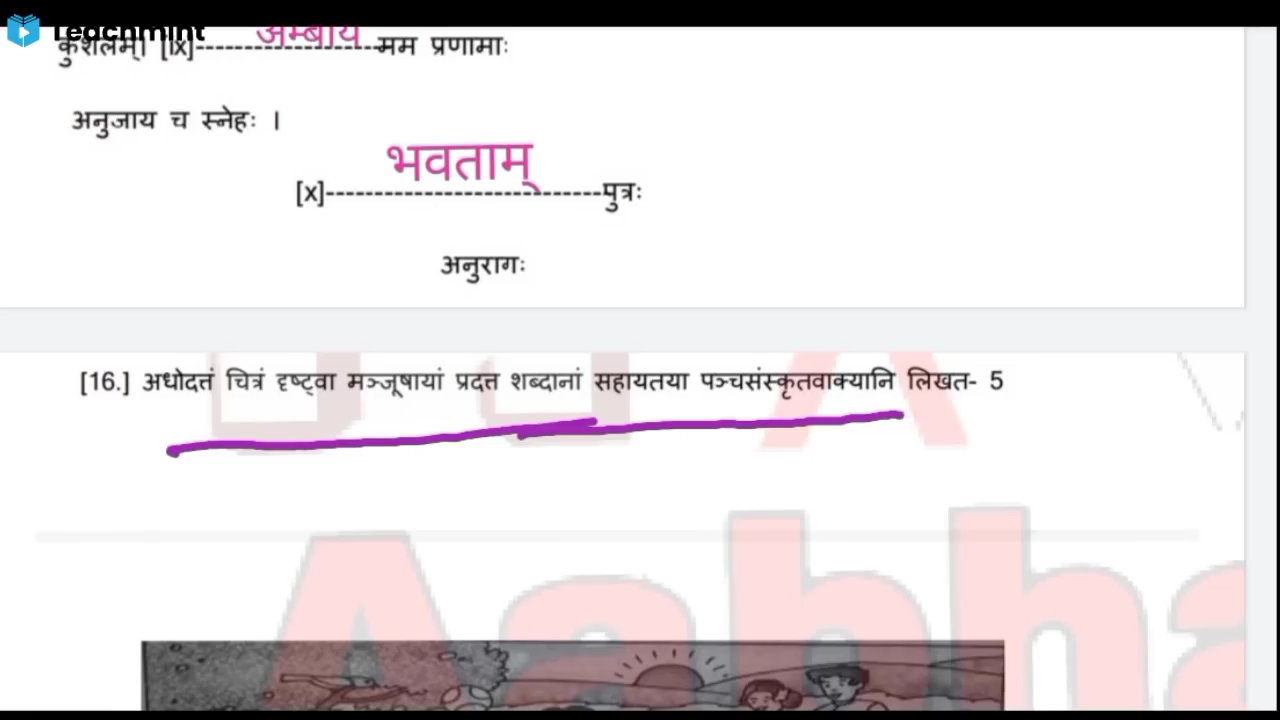 Teachmint
कुशलम्। [ix]-------------------मम प्रणामाः
अम्बायै
अनुजाय च स्नेहः ।
भवताम्
[x]----------------------------पुत्रः
अनुरागः
[16.] अधोदत्तं चित्रं दृष्ट्वा मञ्जूषायां प्रदत्त शब्दानां सहायतया पञ्चसंस्कृतवाक्यानि लिखत- 5